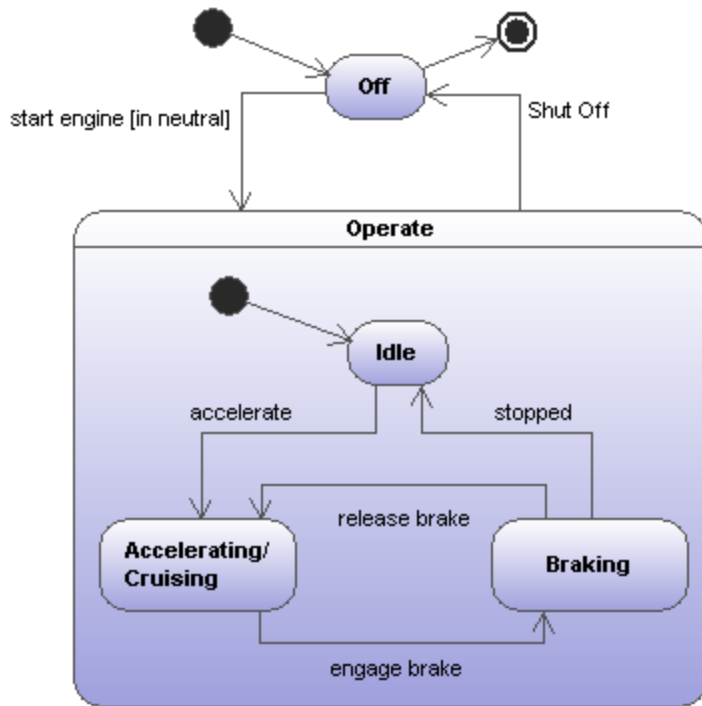 Off
start engine [in neutral]
Shut Off
Operate
Idle
accelerate
stopped
release brake
Accelerating/
Cruising
Braking
engage brake